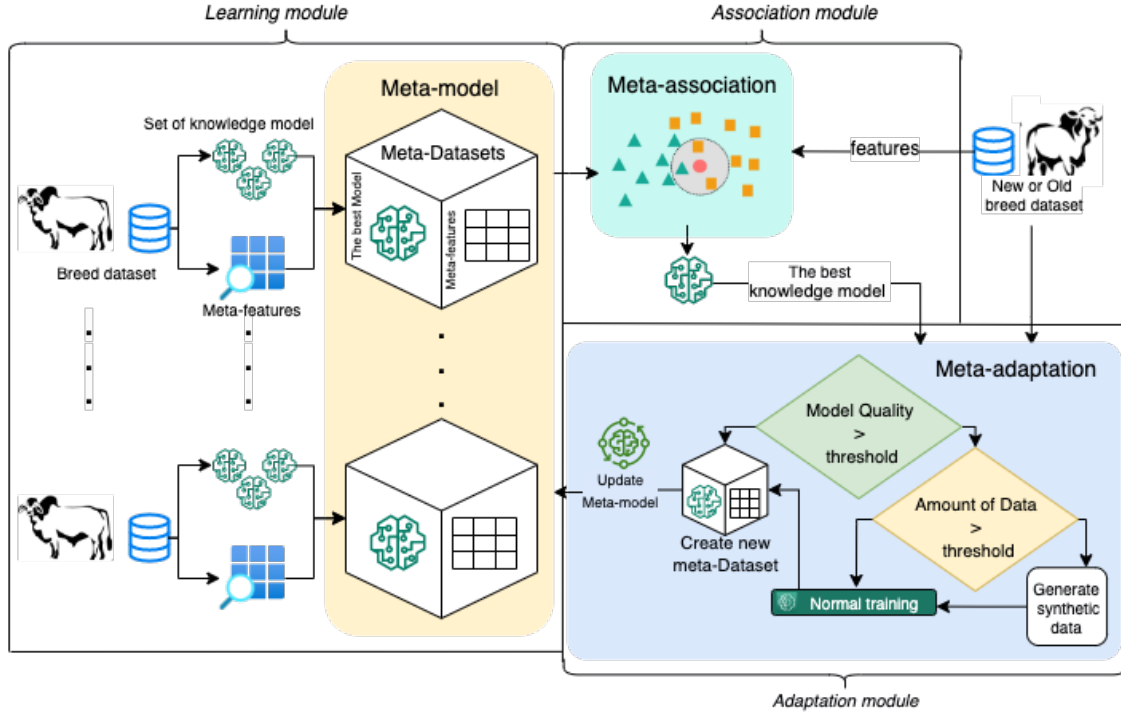 Learning module
Association module
Meta-model
Meta-association
Set of knowledge model
Meta-Datasets
The best Model
Meta-features
Breed dataset
Meta-features
features
New or Old
breed dataset
The best
knowledge model
Meta-adaptation
Model Quality
>
threshold
Update
Meta-model
Amount of Data
>
threshold
Create new
meta-Dataset
Normal training
Generate
synthetic
data
Adaptation module